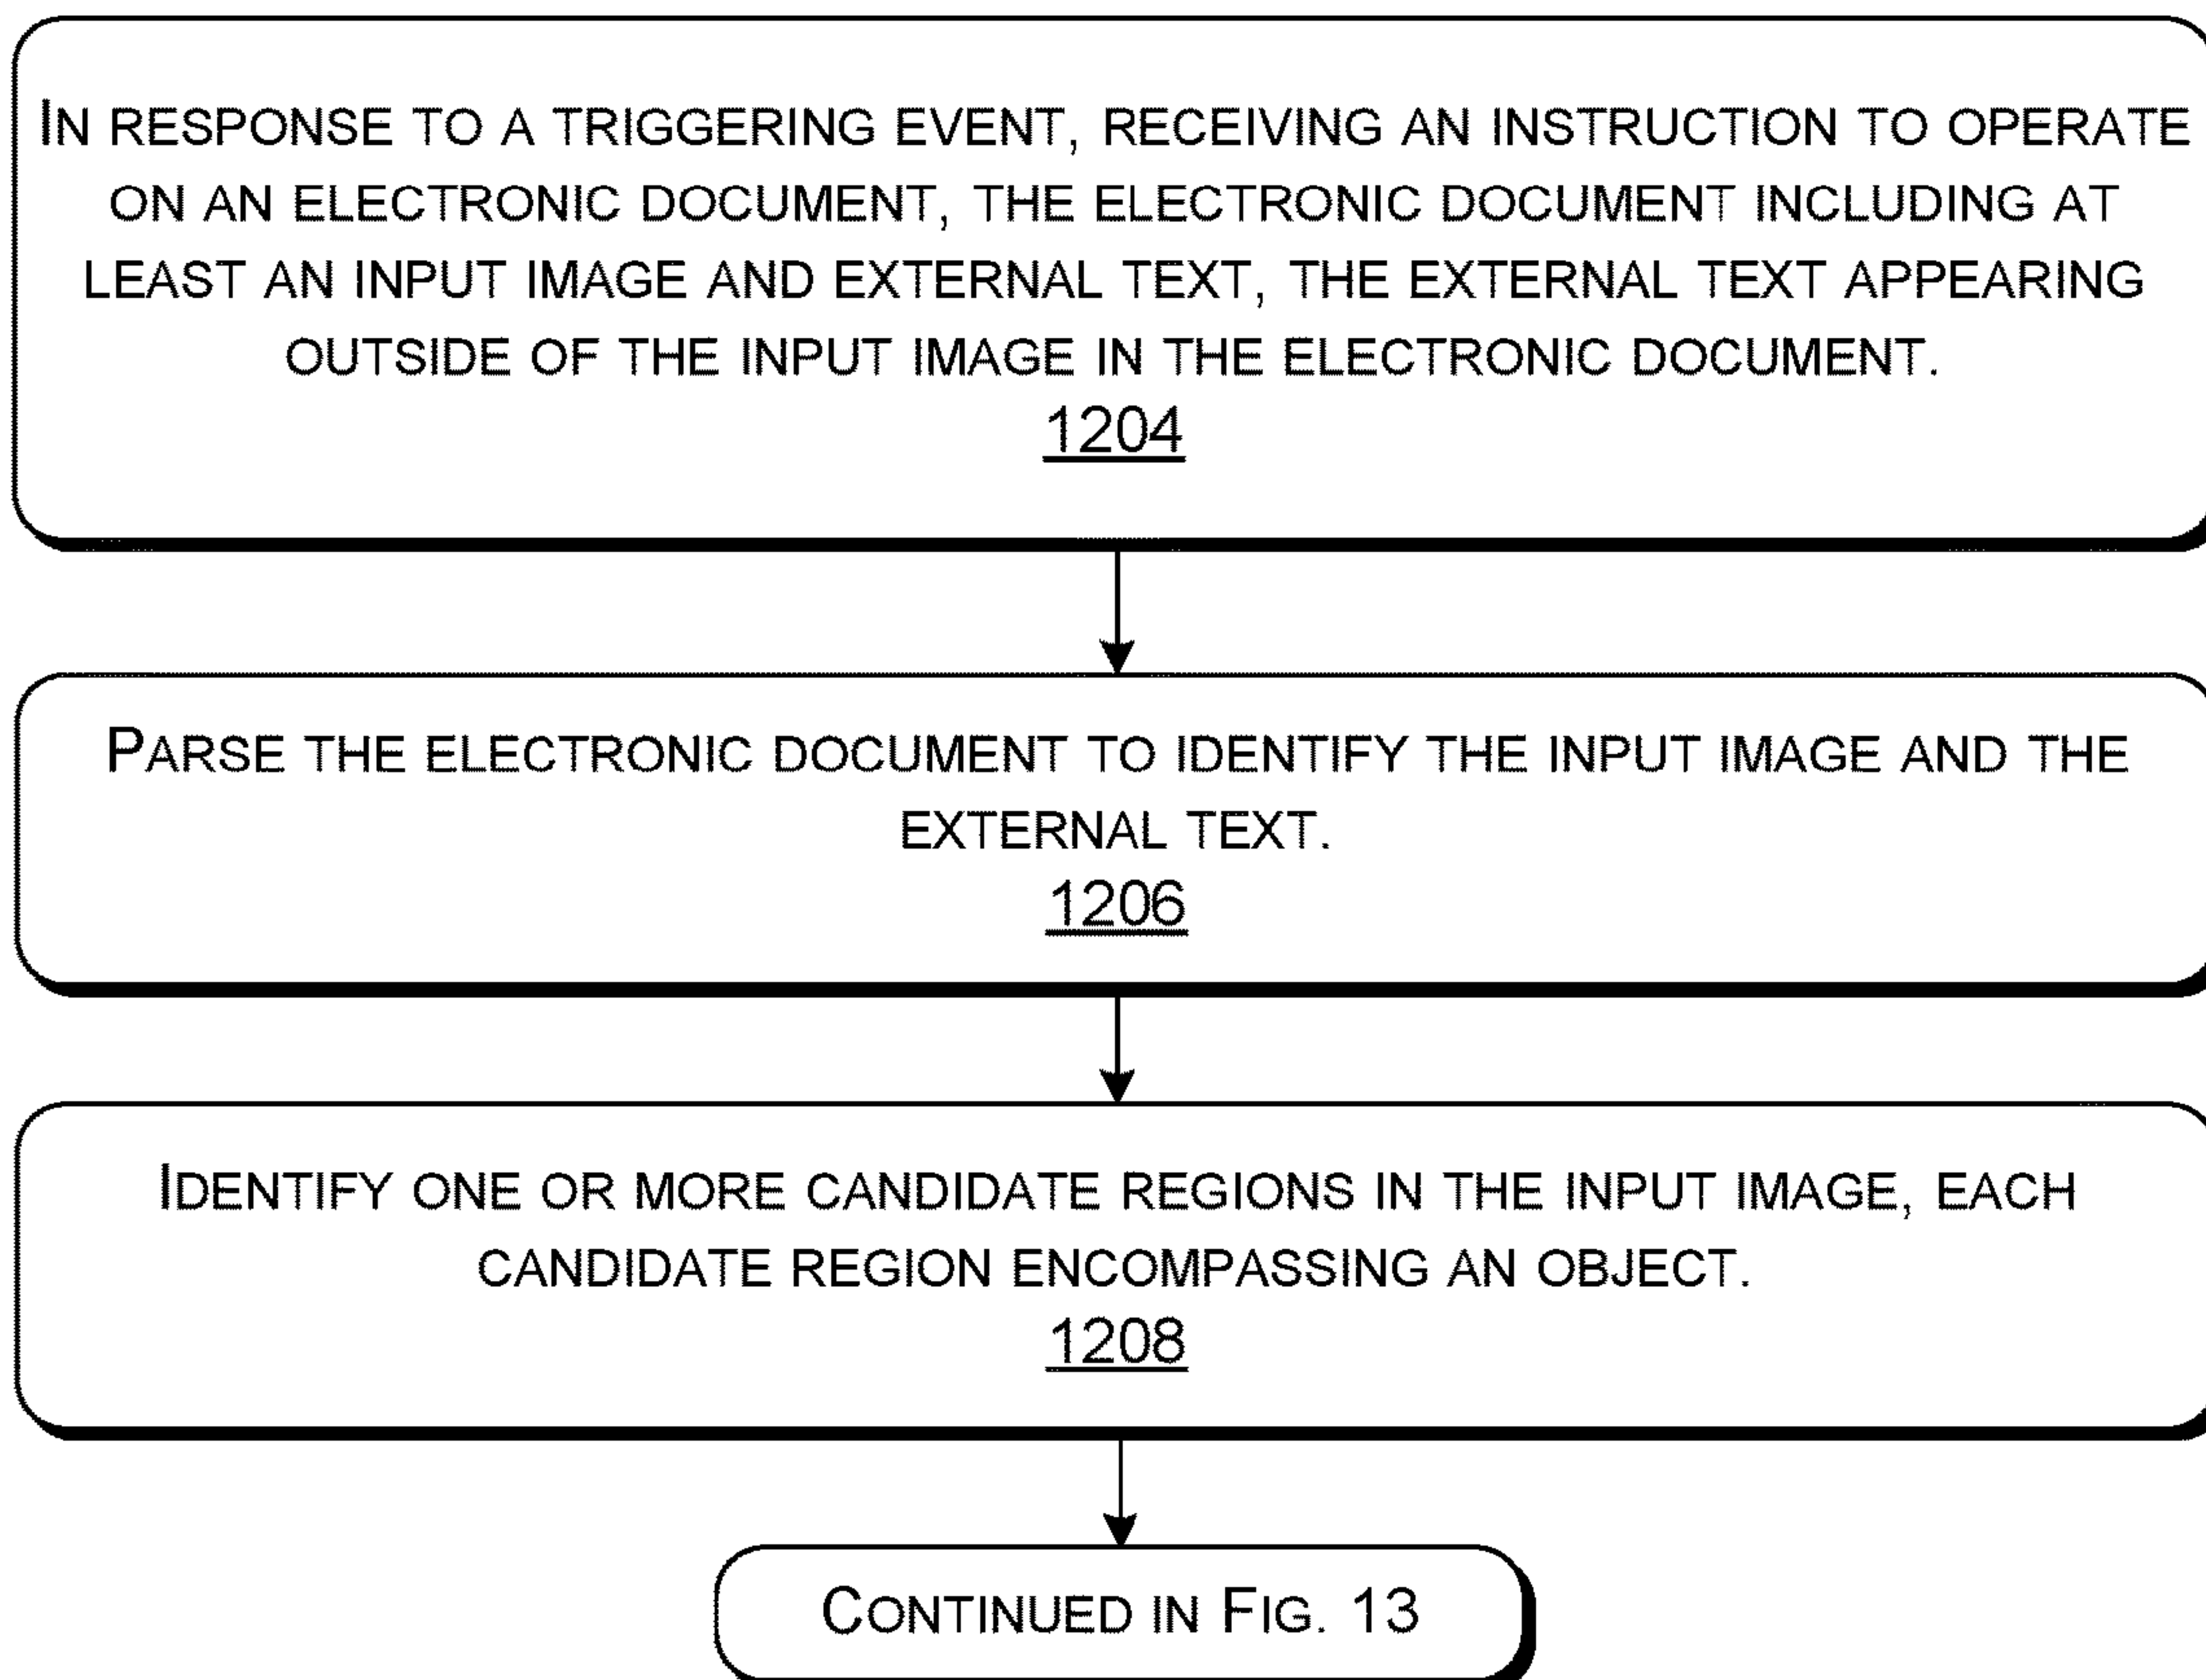 IN RESPONSE TO A TRIGGERING EVENT, RECEIVING AN INSTRUCTION TO OPERATE
ON AN ELECTRONIC DOCUMENT, THE ELECTRONIC DOCUMENT INCLUDING AT
LEAST AN INPUT IMAGE AND EXTERNAL TEXT, THE EXTERNAL TEXT APPEARING
OUTSIDE OF THE INPUT IMAGE IN THE ELECTRONIC DOCUMENT.
1204
PARSE THE ELECTRONIC DOCUMENT TO IDENTIFY THE INPUT IMAGE AND THE
EXTERNAL TEXT.
1206
IDENTIFY ONE OR MORE CANDIDATE REGIONS IN THE INPUT IMAGE, EACH
CANDIDATE REGION ENCOMPASSING AN OBJECT.
1208
CONTINUED IN FIG. 13